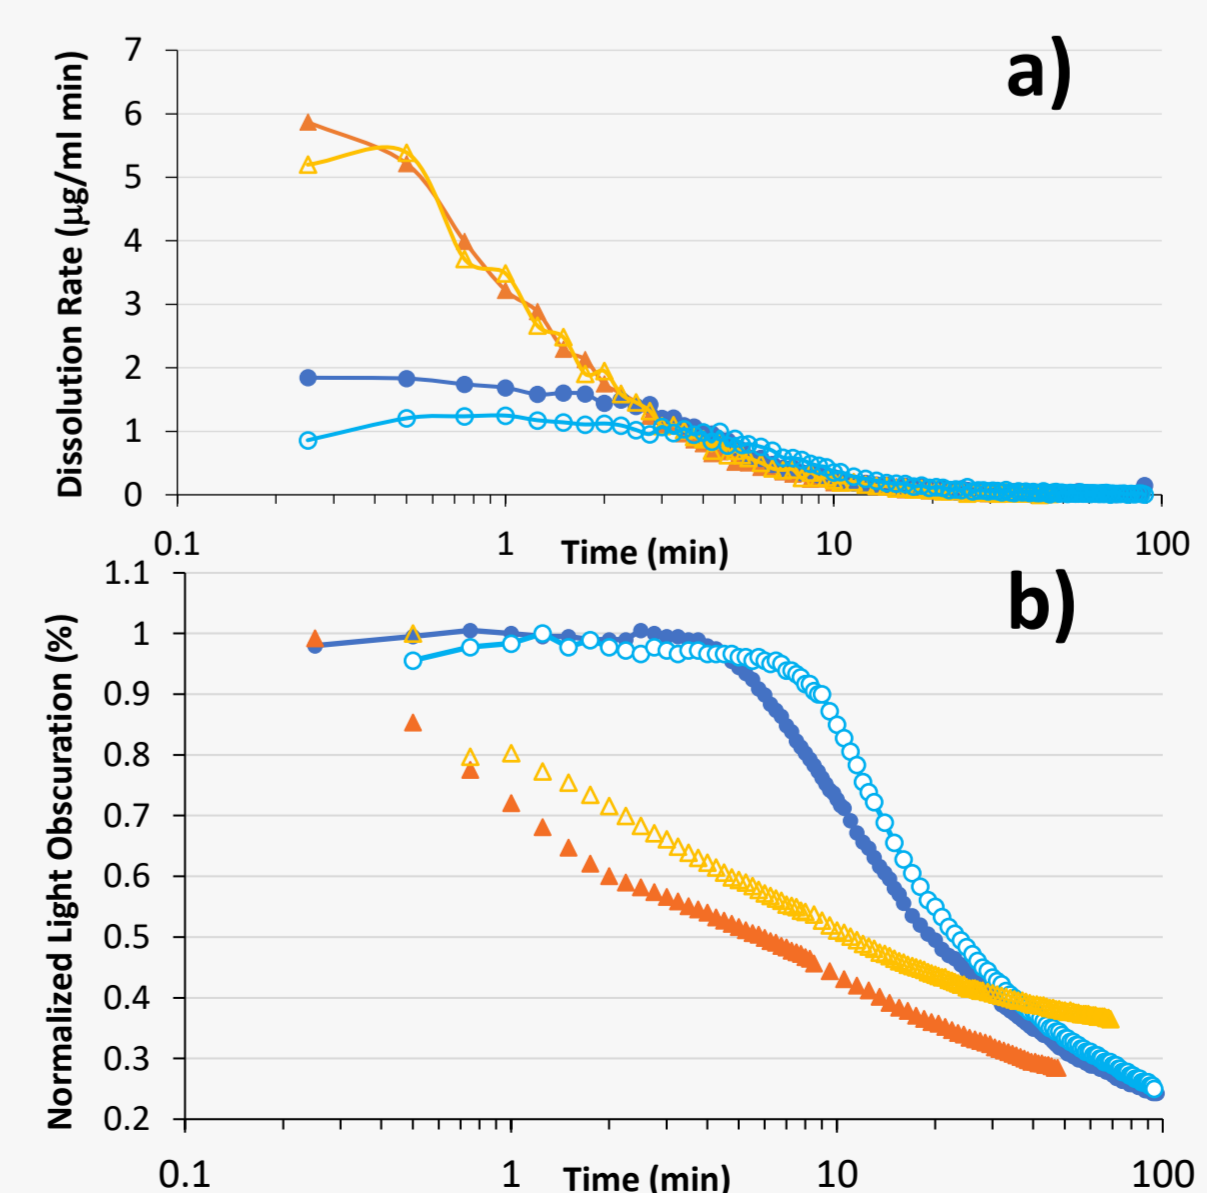 a)
Dissolution Rate (µg/ml min)
7
6
5
4
3
2
1
0
0.1 1 10 100
Time (min)
b)
Normalized Light Obscuration (%)
1.1
1
0.9
0.8
0.7
0.6
0.5
0.4
0.3
0.2
0.1 1 10 100
Time (min)